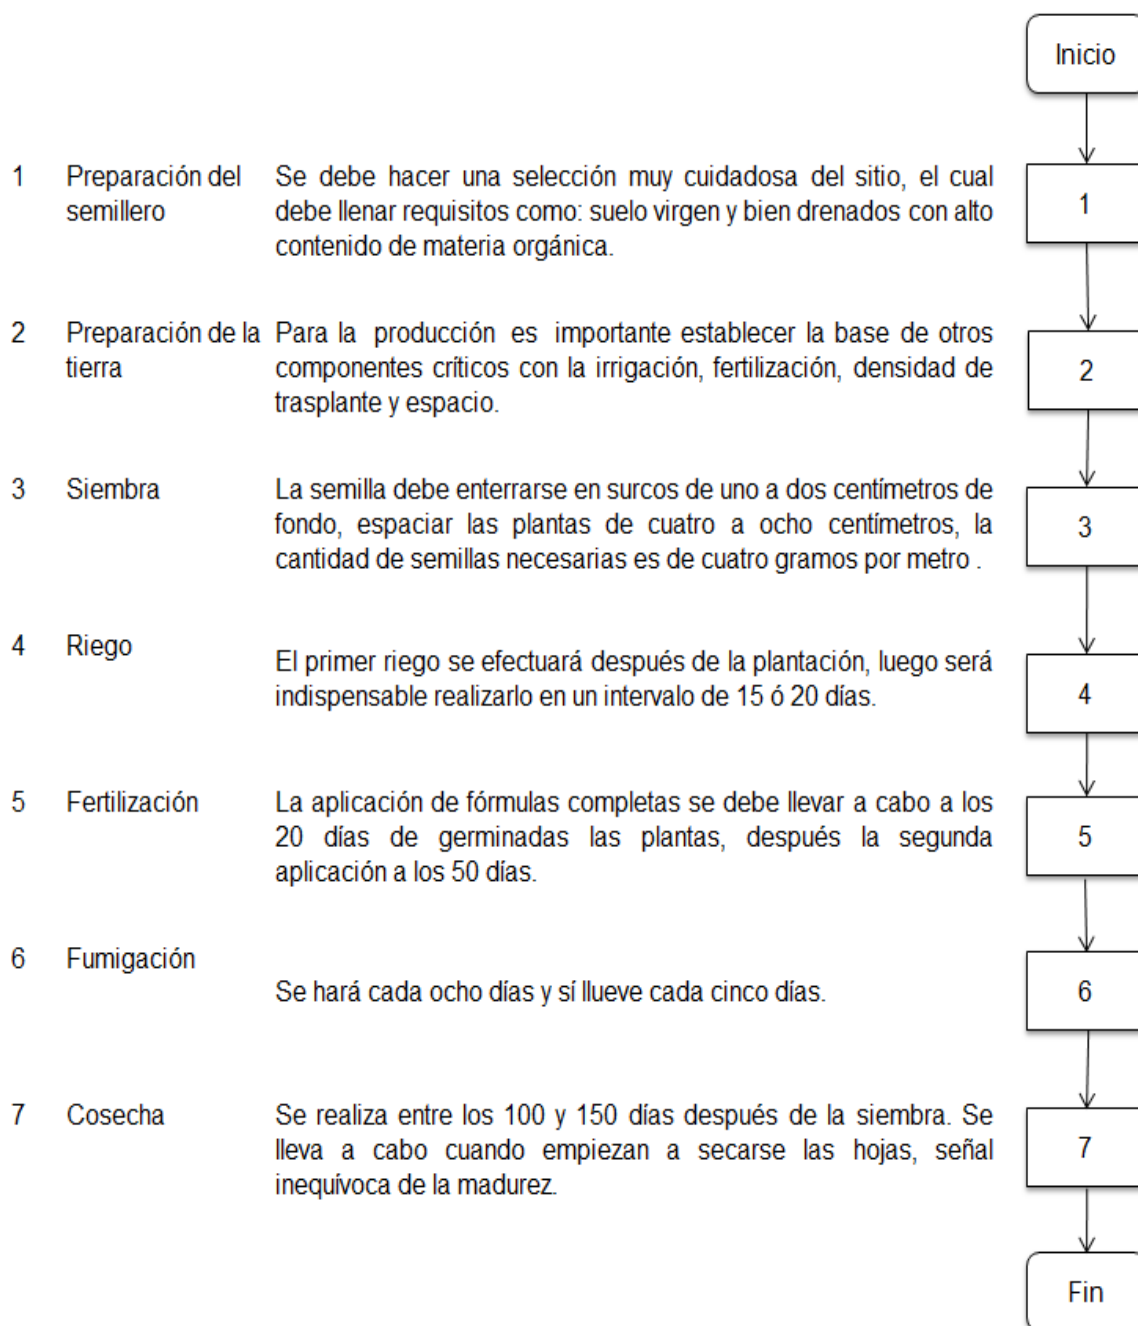 Inicio
1 Preparación del Se debe hacer una selección muy cuidadosa del sitio, el cual 1
semillero debe llenar requisitos como: suelo virgen y bien drenados con alto
contenido de materia orgánica.
2 Preparación de la Para la producción es importante establecer la base de otros 2
tierra componentes críticos con la irrigación, fertilización, densidad de
trasplante y espacio.
3 Siembra La semilla debe enterrarse en surcos de uno a dos centímetros de 3
fondo, espaciar las plantas de cuatro a ocho centímetros, la
cantidad de semillas necesarias es de cuatro gramos por metro .
4 Riego
El primer riego se efectuará después de la plantación, luego será 4
indispensable realizarlo en un intervalo de 15 ó 20 días.
5 Fertilización La aplicación de fórmulas completas se debe llevar a cabo a los 5
20 días de germinadas las plantas, después la segunda
aplicación a los 50 días.
6 Fumigación
Se hará cada ocho días y sí llueve cada cinco días. 6
7 Cosecha Se realiza entre los 100 y 150 días después de la siembra. Se 7
lleva a cabo cuando empiezan a secarse las hojas, señal
inequívoca de la madurez.
Fin